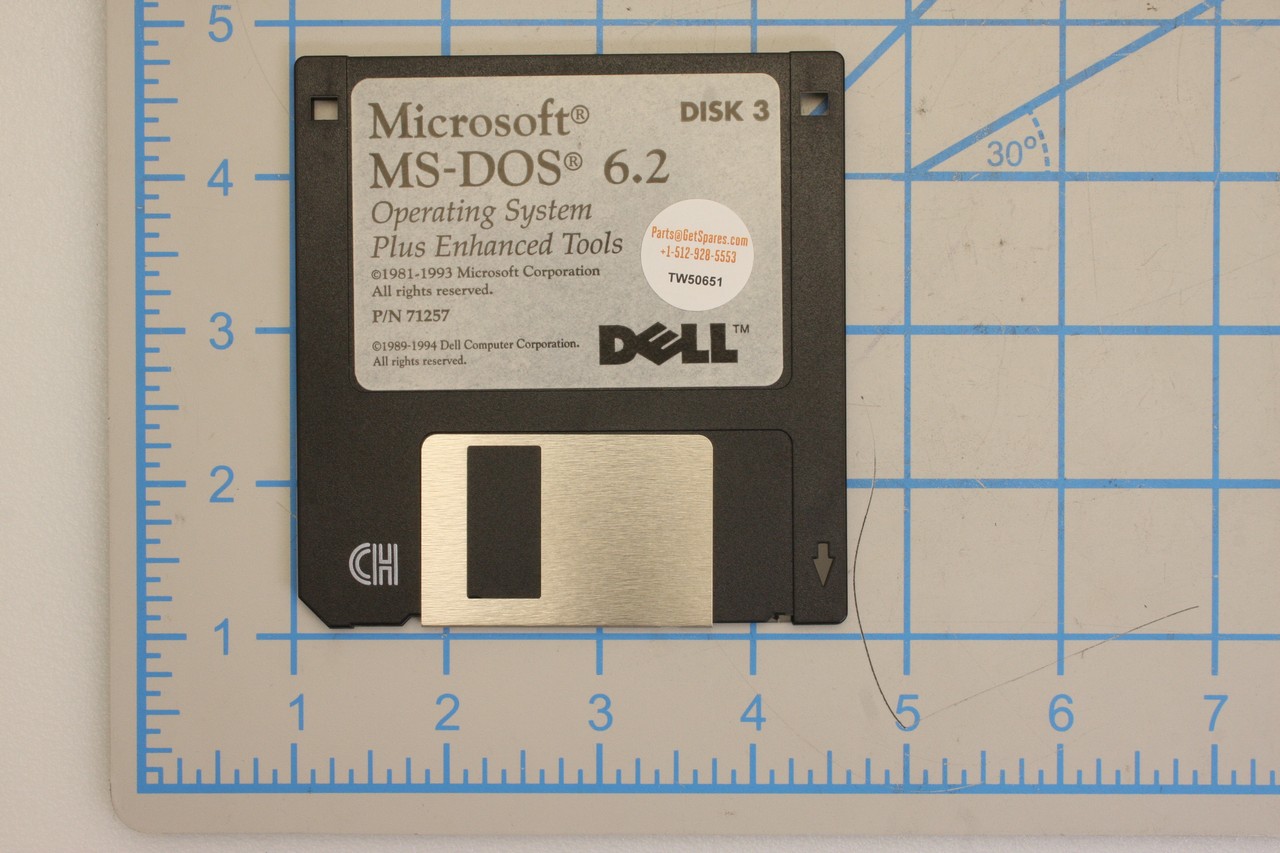 5
Microsoft®
DISK 3
MS-DOS® 6.2
30°
4
Operating System
Plus Enhanced Tools
Parts@GetSpares.com
+1-512-928-5553
TW50651
©1981-1993 Microsoft Corporation
All rights reserved.
P/N 71257
3
DELL™
©1989-1994 Dell Computer Corporation.
All rights reserved.
2
CH
1
1 2 3 4 5 6 7